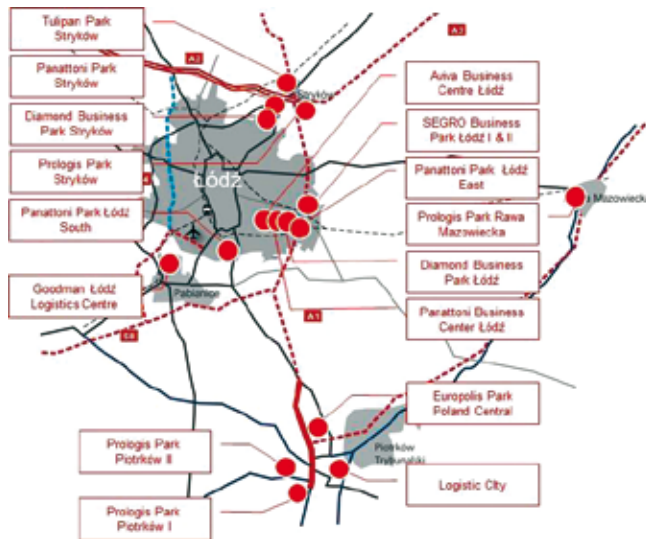 Tulipan Park
Stryków
Panattoni Park
Stryków
Diamond Business
Park Stryków
Prologis Park
Stryków
Panattoni Park Łódź
South
Goodman Łódź
Logistics Centre
Prologis Park
Piotrków II
Prologis Park
Piotrków I
A2
A2
Stryków
Łódź
Pabianice
A1
Mazowiecka
Piotrków
Trybunalski
Aviva Business
Centre Łódź
SEGRO Business
Park Łódź I & II
Panattoni Park Łódź
East
Prologis Park Rawa
Mazowiecka
Diamond Business
Park Łódź
Panattoni Business
Center Łódź
Europolis Park
Poland Central
Logistic City